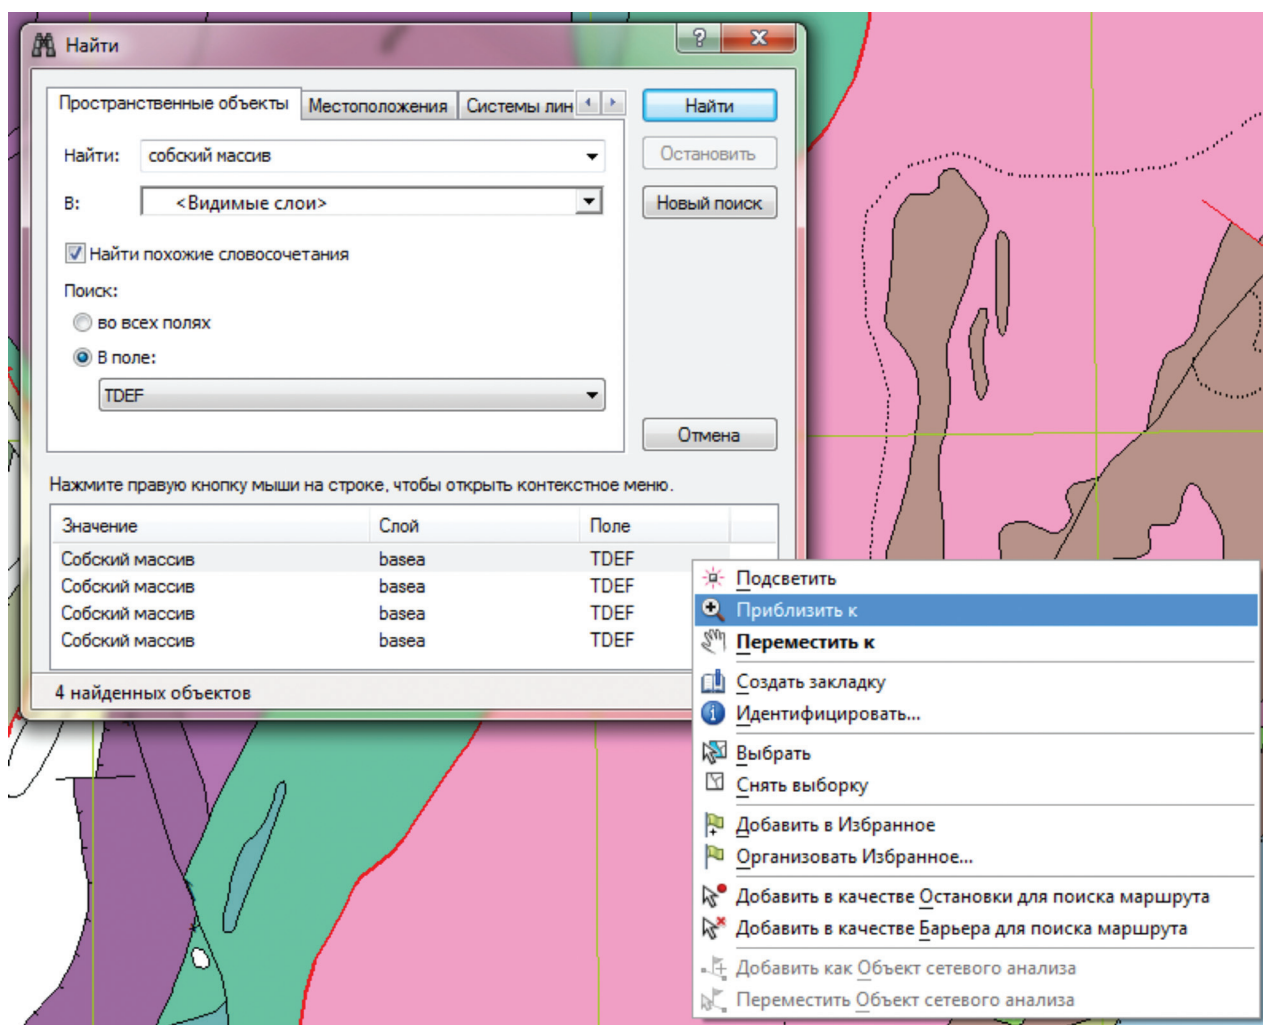 Найти
?
X
Пространственные объекты
Местоположения
Системы лин
Найти
Найти:
собский массив
Остановить
В:
<Видимые слои>
Новый поиск
Найти похожие словосочетания
Поиск:
во всех полях
В поле:
TDEF
Отмена
Нажмите правую кнопку мыши на строке, чтобы открыть контекстное меню.
Значение Слой Поле
Собский массив basea TDEF
Собский массив basea TDEF
Собский массив basea TDEF
Собский массив basea TDEF
4 найденных объектов
Подсветить
Приблизить к
Переместить к
Создать закладку
Идентифицировать...
Выбрать
Снять выборку
Добавить в Избранное
Организовать Избранное...
Добавить в качестве Остановки для поиска маршрута
Добавить в качестве Барьера для поиска маршрута
Добавить как Объект сетевого анализа
Переместить Объект сетевого анализа